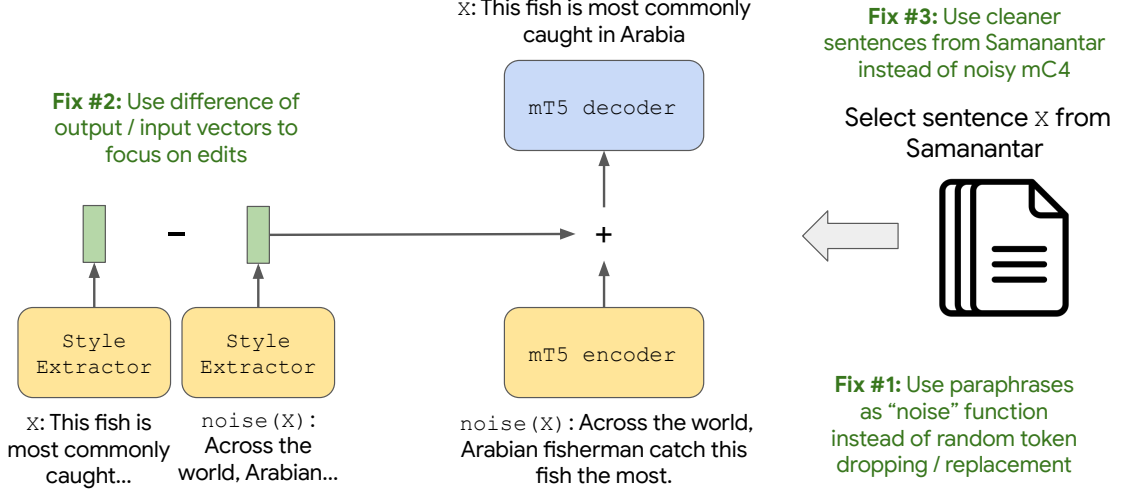 X: This fish is most commonly
caught in Arabia
Fix #3: Use cleaner
sentences from Samanantar
instead of noisy mC4
mT5 decoder
Fix #2: Use difference of
output / input vectors to
focus on edits
Select sentence X from
Samanantar
-
+
Style
Extractor
Style
Extractor
mT5 encoder
X: This fish is
most commonly
caught...
noise(X):
Across the
world, Arabian...
noise(X): Across the world,
Arabian fisherman catch this
fish the most.
Fix #1: Use paraphrases
as “noise” function
instead of random token
dropping / replacement